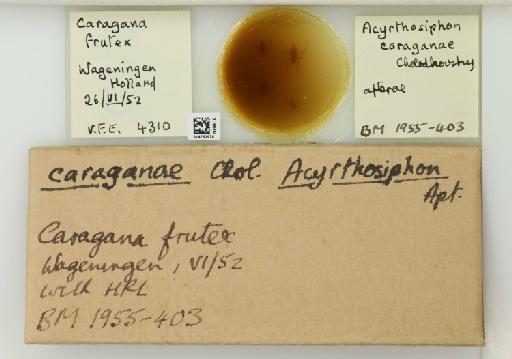 Caragana
frutex
Wageningen
Holland
26/VI/52
V.F.E. 4310
Acyrthosiphon
caraganae
Cholodkovsky
apterae
BM 1955-403
caraganae Chol. Acyrthosiphon
Apt.
Caragana frutex
Wageningen, VI/52
with HRL
BM 1955-403